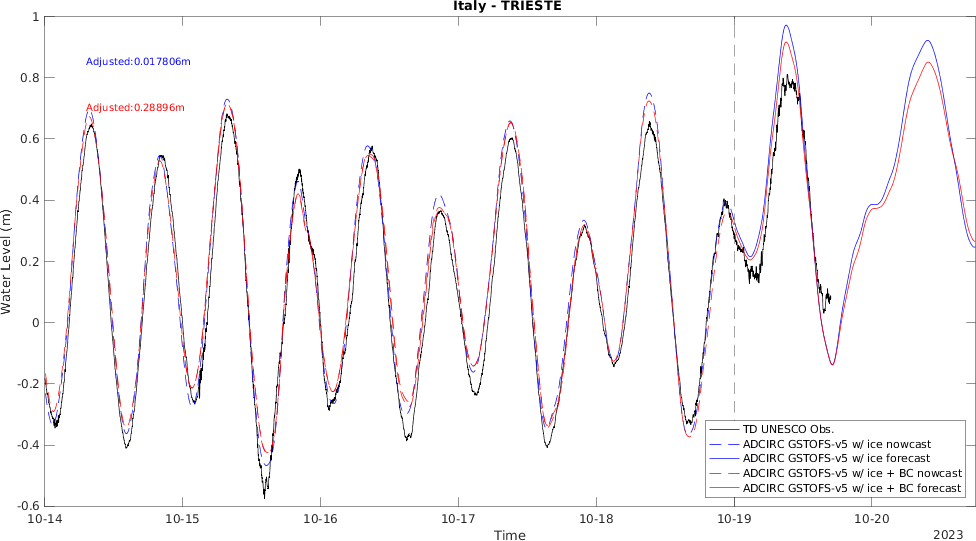 Italy - TRIESTE
Adjusted:0.017806m
Adjusted:0.28896m
Water Level (m)
1
0.8
0.6
0.4
0.2
0
-0.2
-0.4
-0.6
TD UNESCO Obs.
ADCIRC GSTOFS-v5 w/ ice nowcast
ADCIRC GSTOFS-v5 w/ ice forecast
ADCIRC GSTOFS-v5 w/ ice + BC nowcast
ADCIRC GSTOFS-v5 w/ ice + BC forecast
10-14
10-15
10-16
10-17
10-18
10-19
10-20
Time
2023